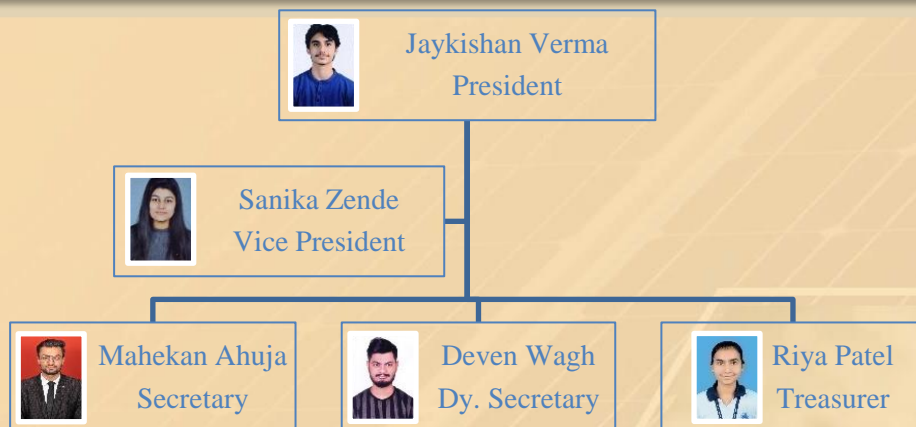 Jaykishan Verma
President
Sanika Zende
Vice President
Mahekan Ahuja
Secretary
Deven Wagh
Dy. Secretary
Riya Patel
Treasurer